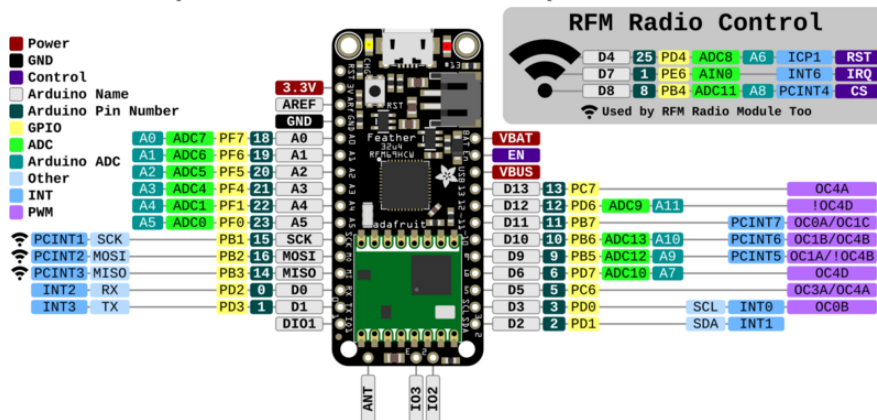 RFM Radio Control
D4 25 PD4 ADC8 A6 ICP1 RST
D7 1 PE6 AIN0 INT6 IRQ
D8 8 PB4 ADC11 A8 PCINT4 CS
Used by RFM Radio Module Too
Power
GND
Control
Arduino Name
Arduino Pin Number
GPIO
ADC
Arduino ADC
Other
INT
PWM
3.3V
AREF
GND
A0 ADC7 PF7 18 A0
A1 ADC6 PF6 19 A1
A2 ADC5 PF5 20 A2
A3 ADC4 PF4 21 A3
A4 ADC1 PF1 22 A4
A5 ADC0 PF0 23 A5
PCINT1 SCK PB1 15 SCK
PCINT2 MOSI PB2 16 MOSI
PCINT3 MISO PB3 14 MISO
INT2 RX PD2 0 D0
INT3 TX PD3 1 D1
DIO1
CHG
#13
RST
Feather
32u4
RFM69HCW
adafruit
VBAT
EN
VBUS
D13 13 PC7 OC4A
D12 12 PD6 ADC9 A11 !OC4D
D11 11 PB7 PCINT7 OC0A/OC1C
D10 10 PB6 ADC13 A10 PCINT6 OC1B/OC4B
D9 9 PB5 ADC12 A9 PCINT5 OC1A/!OC4B
D6 6 PD7 ADC10 A7 OC4D
D5 5 PC6 OC3A/OC4A
D3 3 PD0 SCL INT0 OC0B
D2 2 PD1 SDA INT1
ANT
IO3
IO2